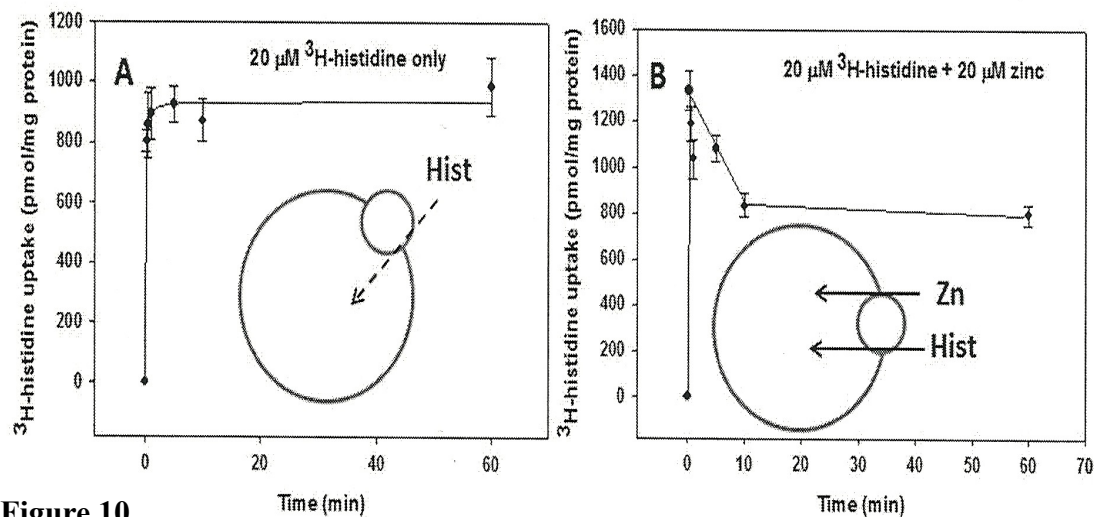 A
20 µM ³H-histidine only
³H-histidine uptake (pmol/mg protein)
1200
1000
800
600
400
200
0
Hist
0 20 40 60
Time (min)
B
20 µM ³H-histidine + 20 µM zinc
³H-histidine uptake (pmol/mg protein)
1600
1400
1200
1000
800
600
400
200
0
Zn
Hist
0 10 20 30 40 50 60 70
Time (min)
Figure 10